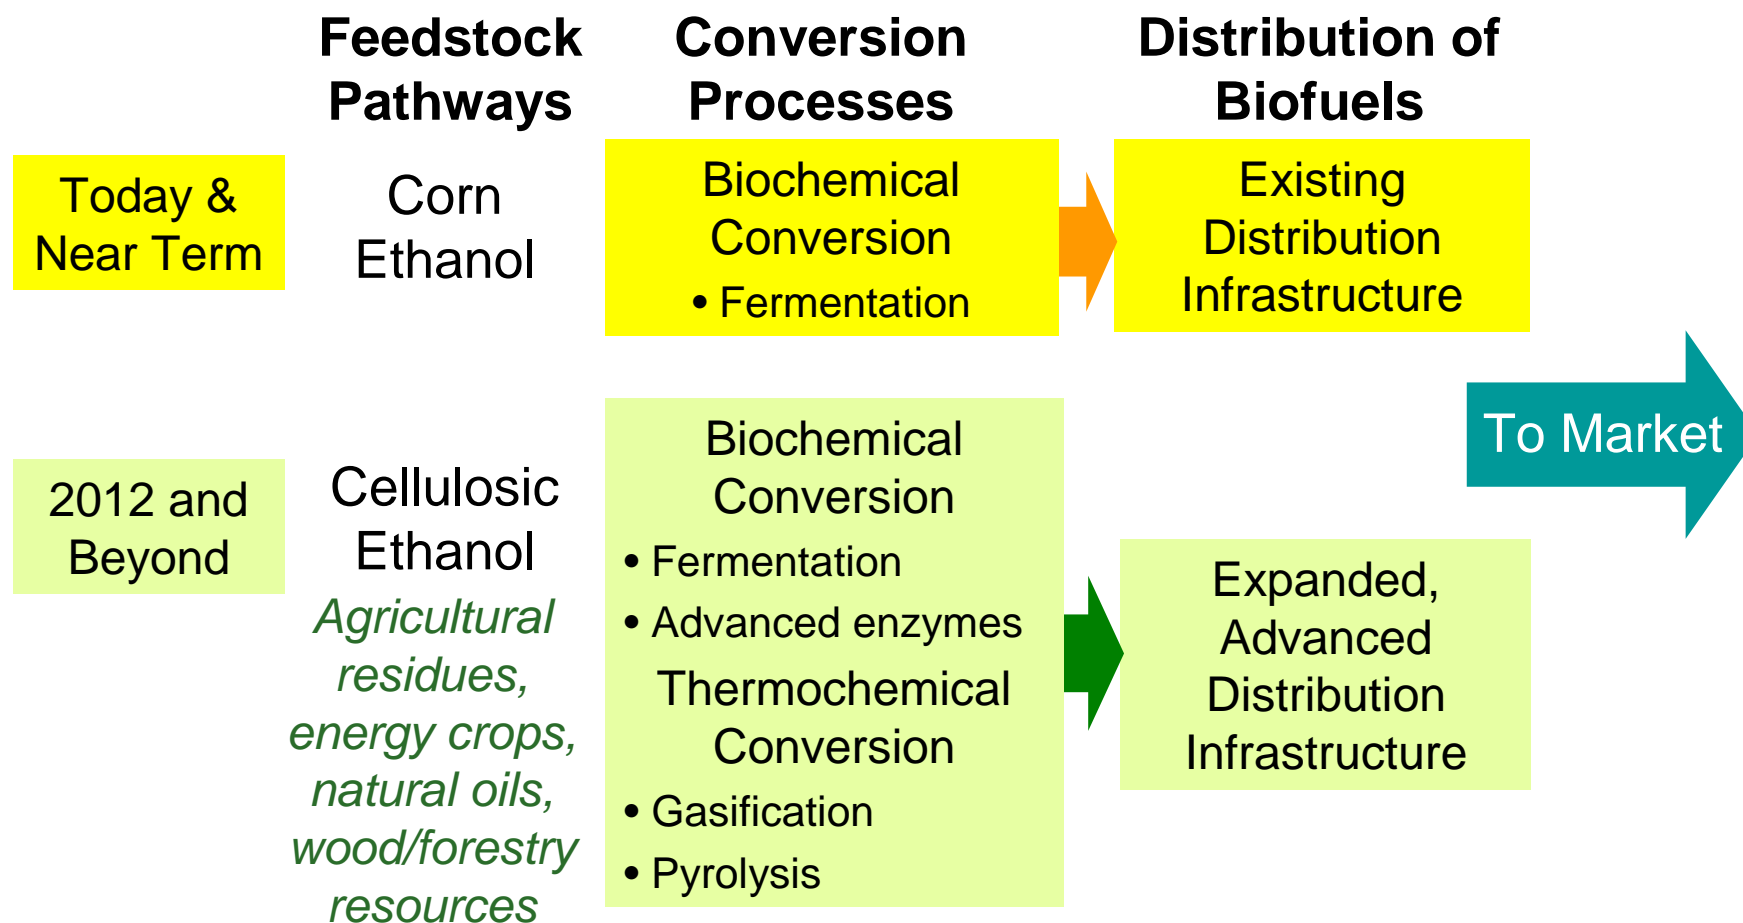 Feedstock
Pathways
Conversion
Processes
Distribution of
Biofuels
Today &
Near Term
Corn
Ethanol
Biochemical
Conversion
• Fermentation
Existing
Distribution
Infrastructure
To Market
2012 and
Beyond
Cellulosic
Ethanol
Agricultural
residues,
energy crops,
natural oils,
wood/forestry
resources
Biochemical
Conversion
• Fermentation
• Advanced enzymes
Thermochemical
Conversion
• Gasification
• Pyrolysis
Expanded,
Advanced
Distribution
Infrastructure